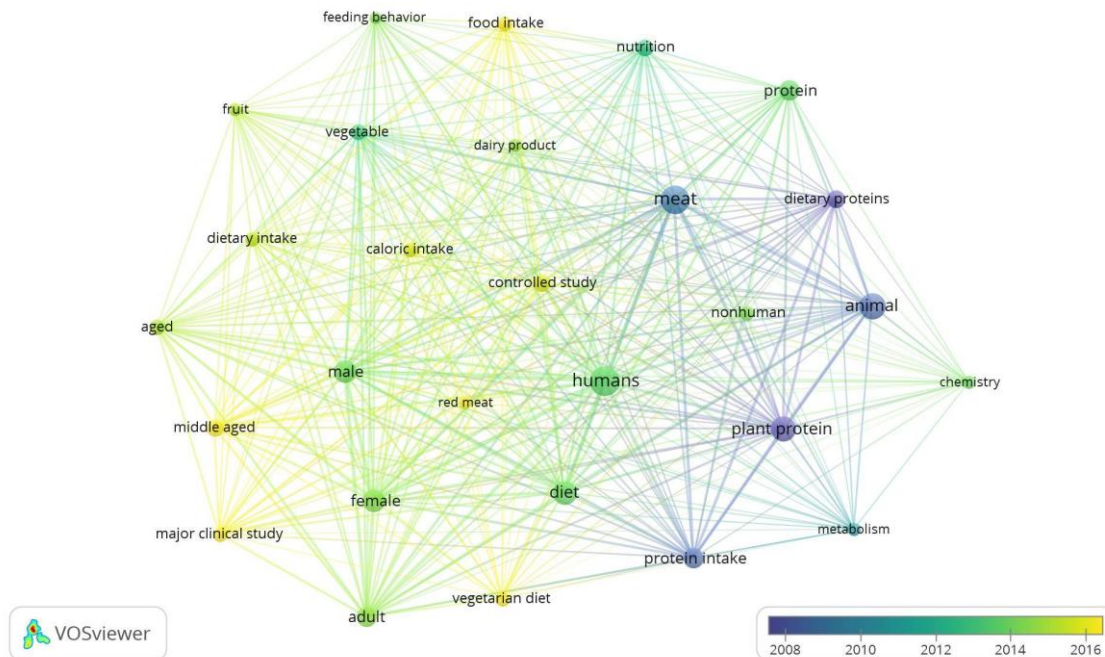 feeding behavior
food intake
nutrition
protein
fruit
vegetable
dairy product
meat
dietary proteins
dietary intake
caloric intake
controlled study
animal
nonhuman
aged
male
humans
chemistry
red meat
middle aged
plant protein
female
diet
major clinical study
metabolism
protein intake
vegetarian diet
adult
VOSviewer
2008 2010 2012 2014 2016